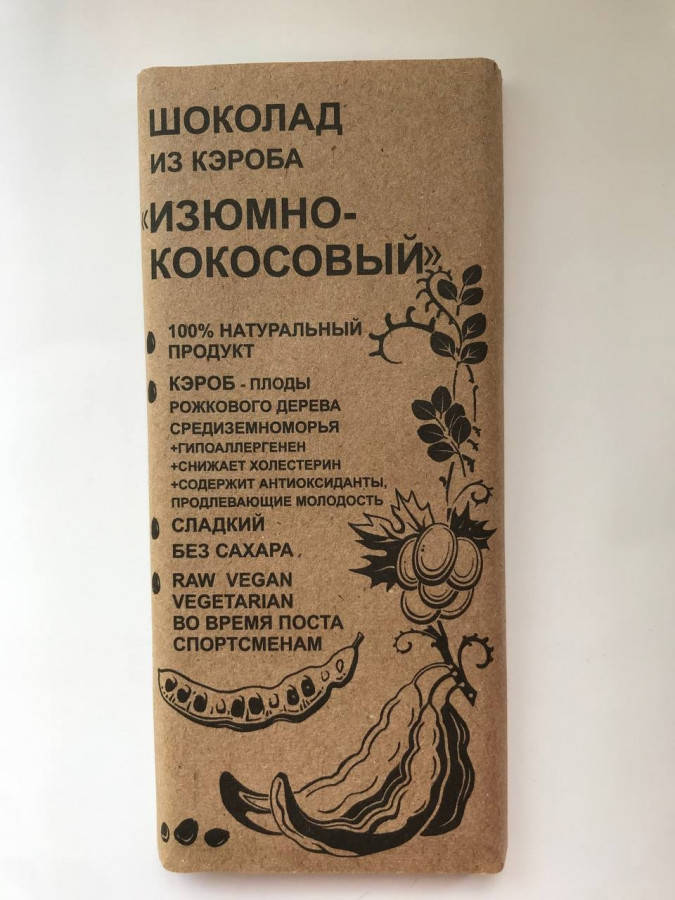 ШОКОЛАД
ИЗ КЭРОБА
«ИЗЮМНО-
КОКОСОВЫЙ»
100% НАТУРАЛЬНЫЙ
ПРОДУКТ
КЭРОБ - ПЛОДЫ
РОЖКОВОГО ДЕРЕВА
СРЕДИЗЕМНОМОРЬЯ
+ГИПОАЛЛЕРГЕНЕН
+СНИЖАЕТ ХОЛЕСТЕРИН
+СОДЕРЖИТ АНТИОКСИДАНТЫ,
ПРОДЛЕВАЮЩИЕ МОЛОДОСТЬ
СЛАДКИЙ
БЕЗ САХАРА
RAW VEGAN
VEGETARIAN
ВО ВРЕМЯ ПОСТА
СПОРТСМЕНАМ